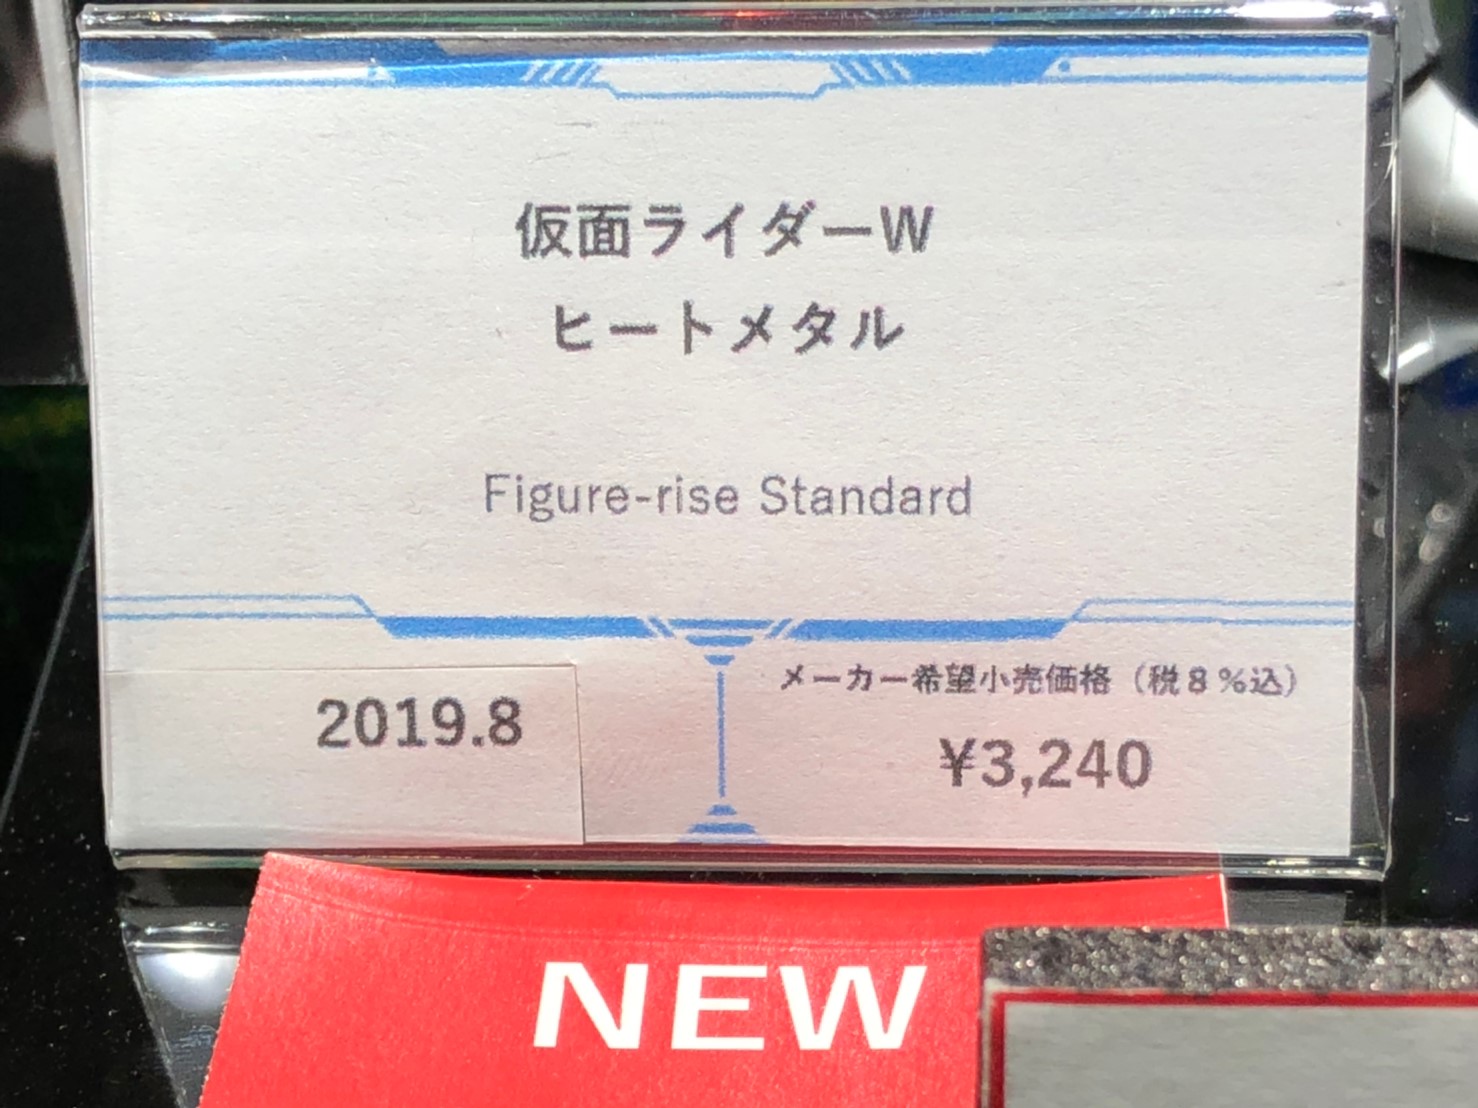 仮面ライダーW
ヒートメタル
Figure-rise Standard
2019.8
メーカー希望小売価格（税8%込）
¥3,240
NEW